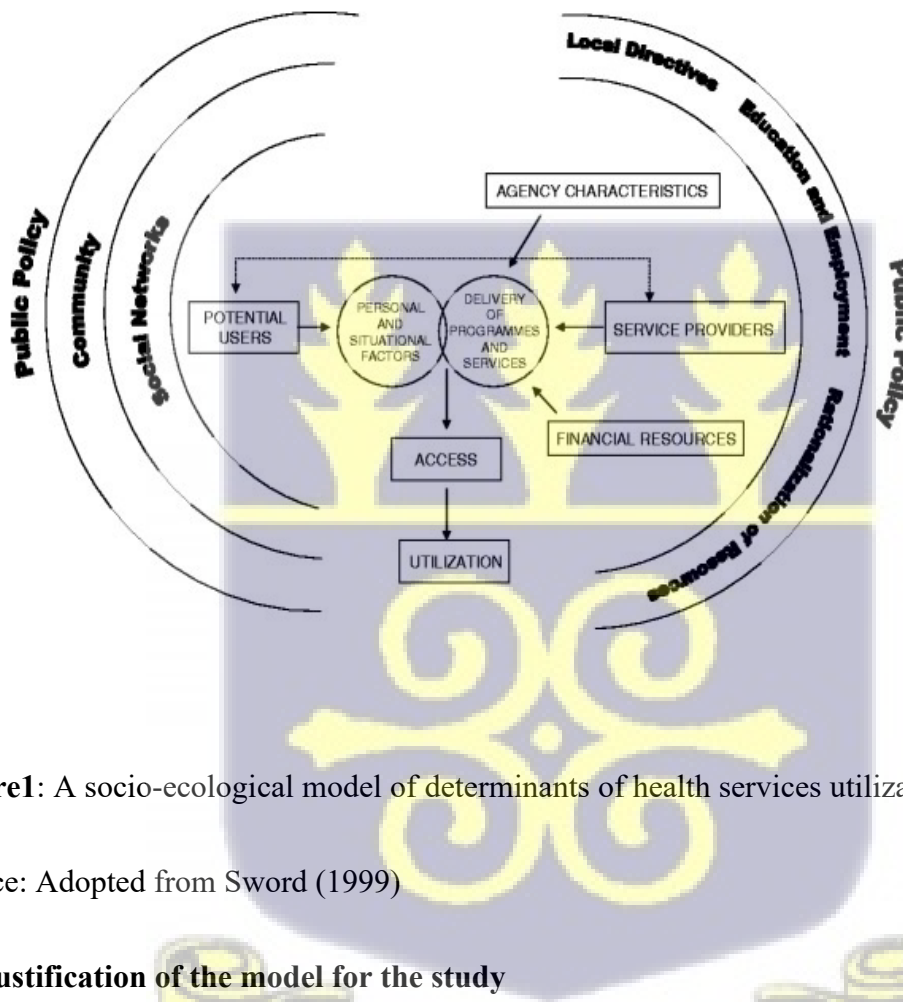 Local Directives
Education and Employment
Rationalization of Resources
Public Policy
Public Policy
Community
Social Networks
AGENCY CHARACTERISTICS
POTENTIAL
USERS
PERSONAL
AND
SITUATIONAL
FACTORS
DELIVERY
OF
PROGRAMMES
AND
SERVICES
SERVICE PROVIDERS
FINANCIAL RESOURCES
ACCESS
UTILIZATION
re1: A socio-ecological model of determinants of health services utiliza
ce: Adopted from Sword (1999)
ustification of the model for the study